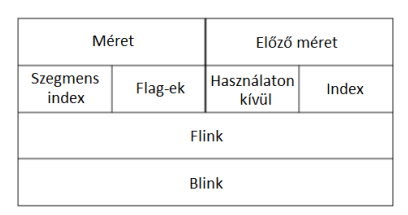 Méret
Előző méret
Szegmens
index
Flag-ek
Használaton
kívül
Index
Flink
Blink